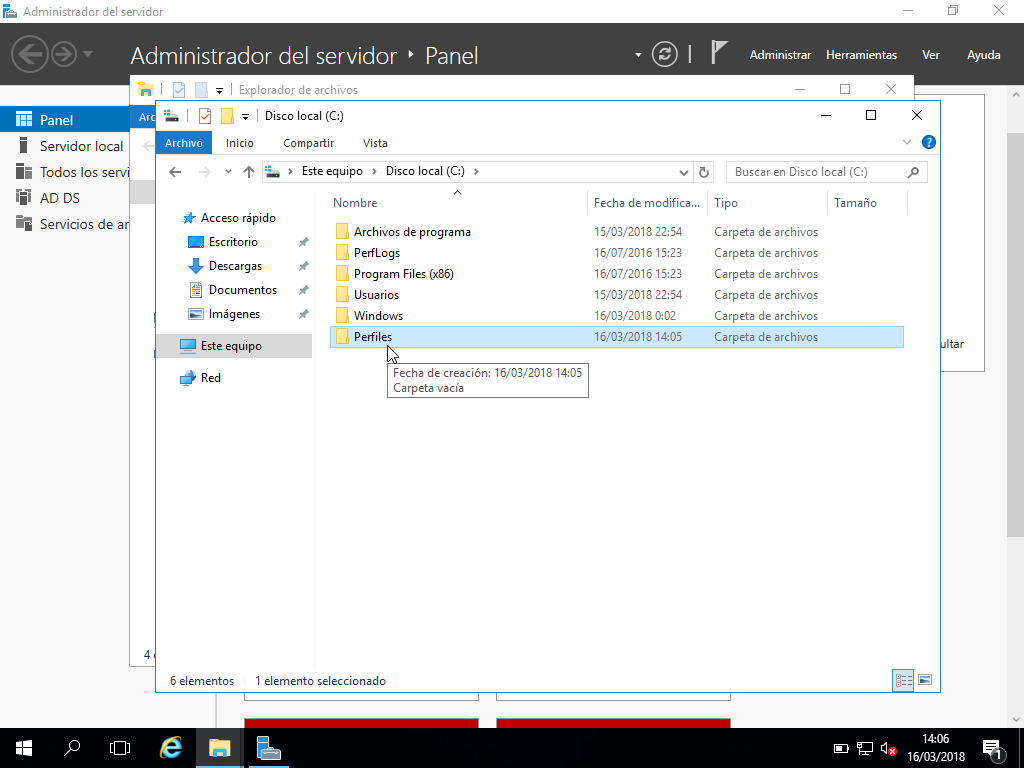 Administrador del servidor
Administrador del servidor ‣ Panel
Administrar Herramientas Ver Ayuda
Explorador de archivos
Panel
Servidor local
Todos los servi
AD DS
Servicios de ar
Arc
Disco local (C:)
Archivo Inicio Compartir Vista
Este equipo > Disco local (C:) >
Buscar en Disco local (C:)
Nombre Fecha de modifica... Tipo Tamaño
Acceso rápido
Escritorio
Descargas
Documentos
Imágenes
Este equipo
Red
Archivos de programa 15/03/2018 22:54 Carpeta de archivos
PerfLogs 16/07/2016 15:23 Carpeta de archivos
Program Files (x86) 16/07/2016 15:23 Carpeta de archivos
Usuarios 15/03/2018 22:54 Carpeta de archivos
Windows 16/03/2018 0:02 Carpeta de archivos
Perfiles 16/03/2018 14:05 Carpeta de archivos
Fecha de creación: 16/03/2018 14:05
Carpeta vacía
ultar
4 e
6 elementos 1 elemento seleccionado
14:06
16/03/2018
1